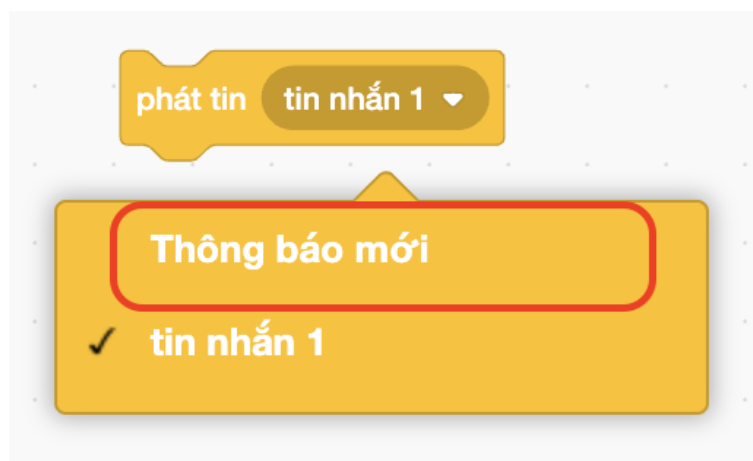 phát tin tin nhắn 1
Thông báo mới
tin nhắn 1